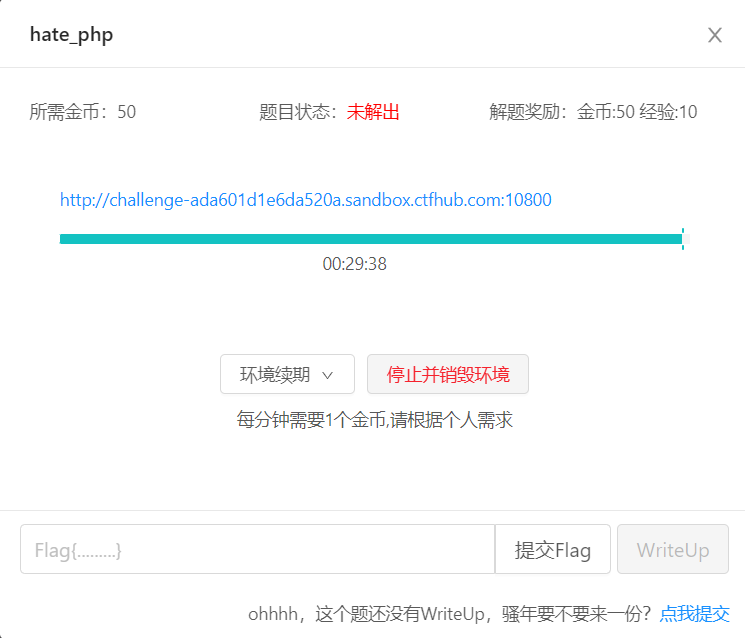 hate_php
所需金币：50 题目状态：未解出 解题奖励：金币:50 经验:10
http://challenge-ada601d1e6da520a.sandbox.ctfhub.com:10800
00:29:38
环境续期 停止并销毁环境
每分钟需要1个金币,请根据个人需求
Flag{.........} 提交Flag WriteUp
ohhhh，这个题还没有WriteUp，骚年要不要来一份？点我提交